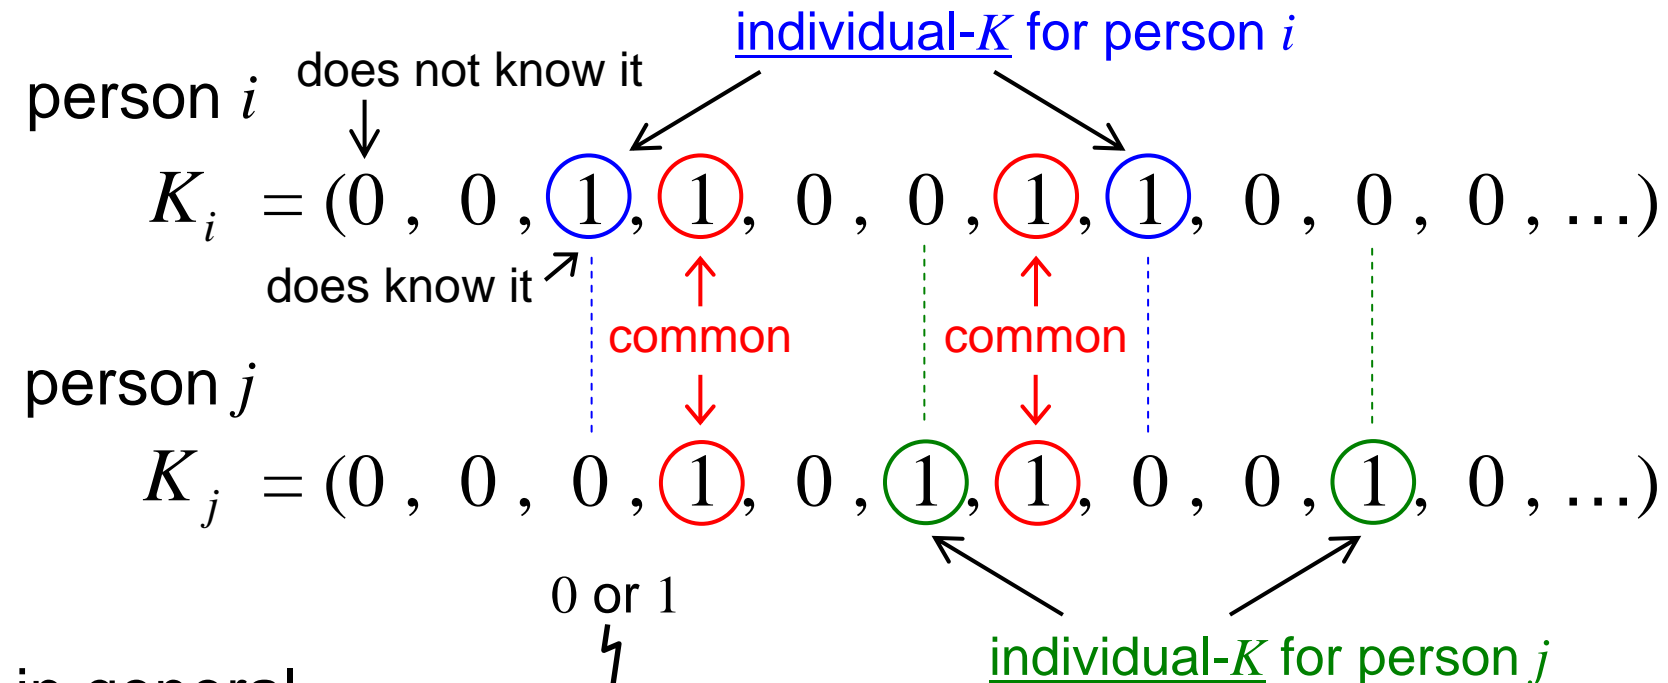 individual-K for person i
does not know it
person i
K_i = (0 , 0 , 1 , 1 , 0 , 0 , 1 , 1 , 0 , 0 , 0 , …)
does know it
common common
person j
K_j = (0 , 0 , 0 , 1 , 0 , 1 , 1 , 0 , 0 , 1 , 0 , …)
0 or 1
individual-K for person j
in general